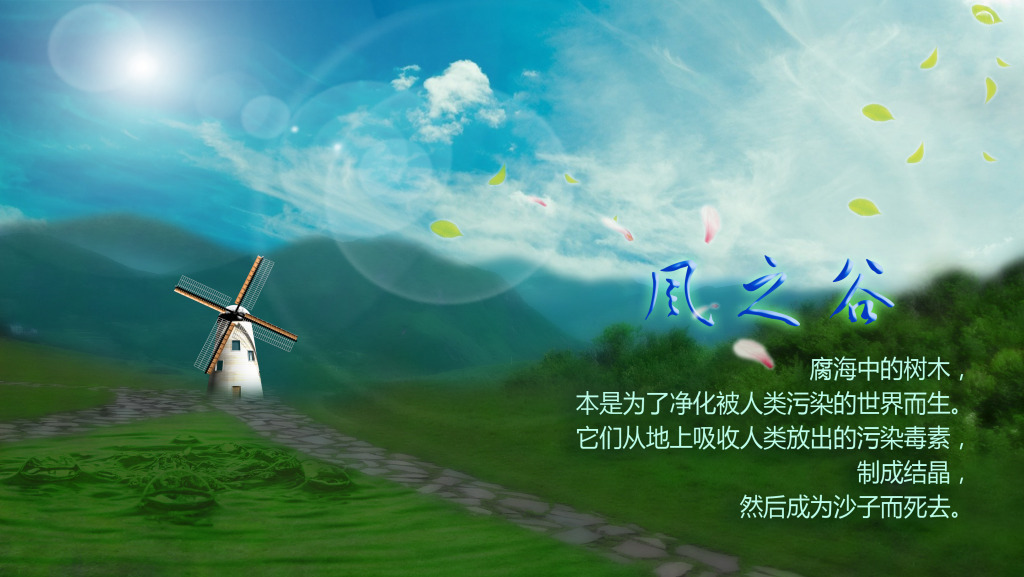 风之谷
腐海中的树木，
本是为了净化被人类污染的世界而生。
它们从地上吸收人类放出的污染毒素，
制成结晶，
然后成为沙子而死去。